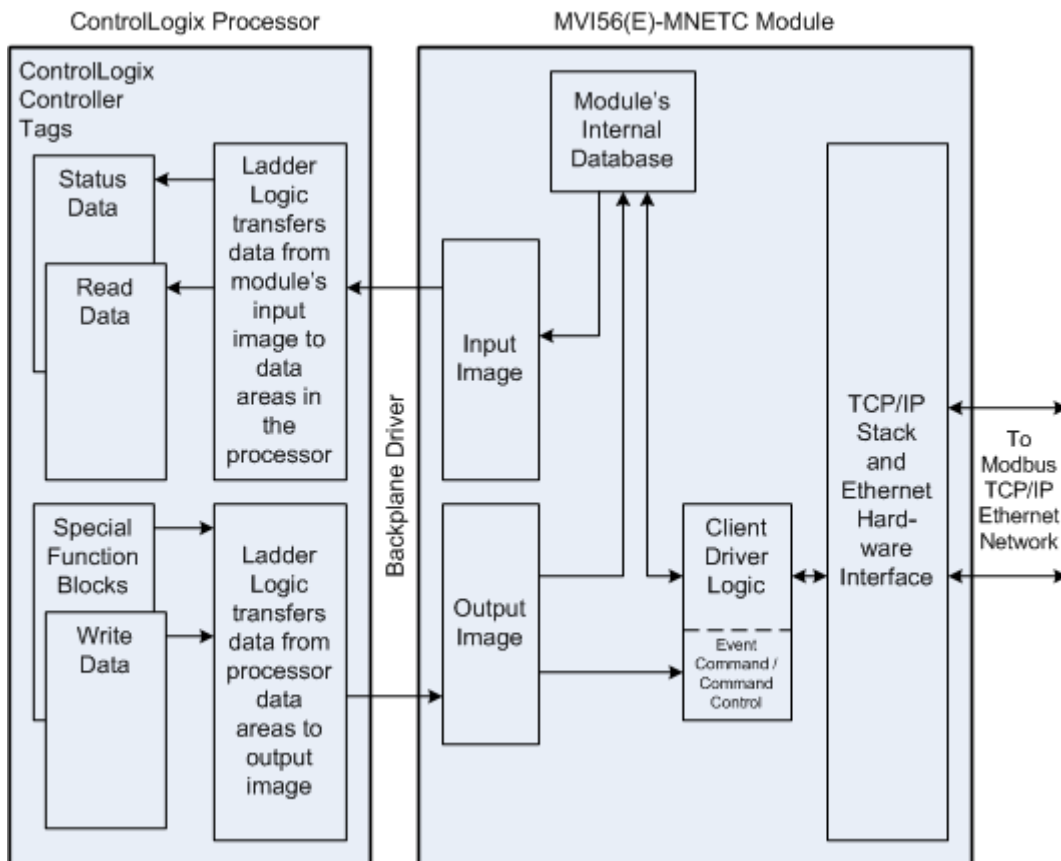 ControlLogix Processor
MVI56(E)-MNETC Module
ControlLogix
Controller
Tags
Status
Data
Read
Data
Ladder
Logic
transfers
data from
module's
input
image to
data
areas in
the
processor
Special
Function
Blocks
Write
Data
Ladder
Logic
transfers
data from
processor
data
areas to
output
image
Backplane Driver
Module's
Internal
Database
Input
Image
Output
Image
Client
Driver
Logic
Event
Command /
Command
Control
TCP/IP
Stack
and
Ethernet
Hard-
ware
Interface
To
Modbus
TCP/IP
Ethernet
Network